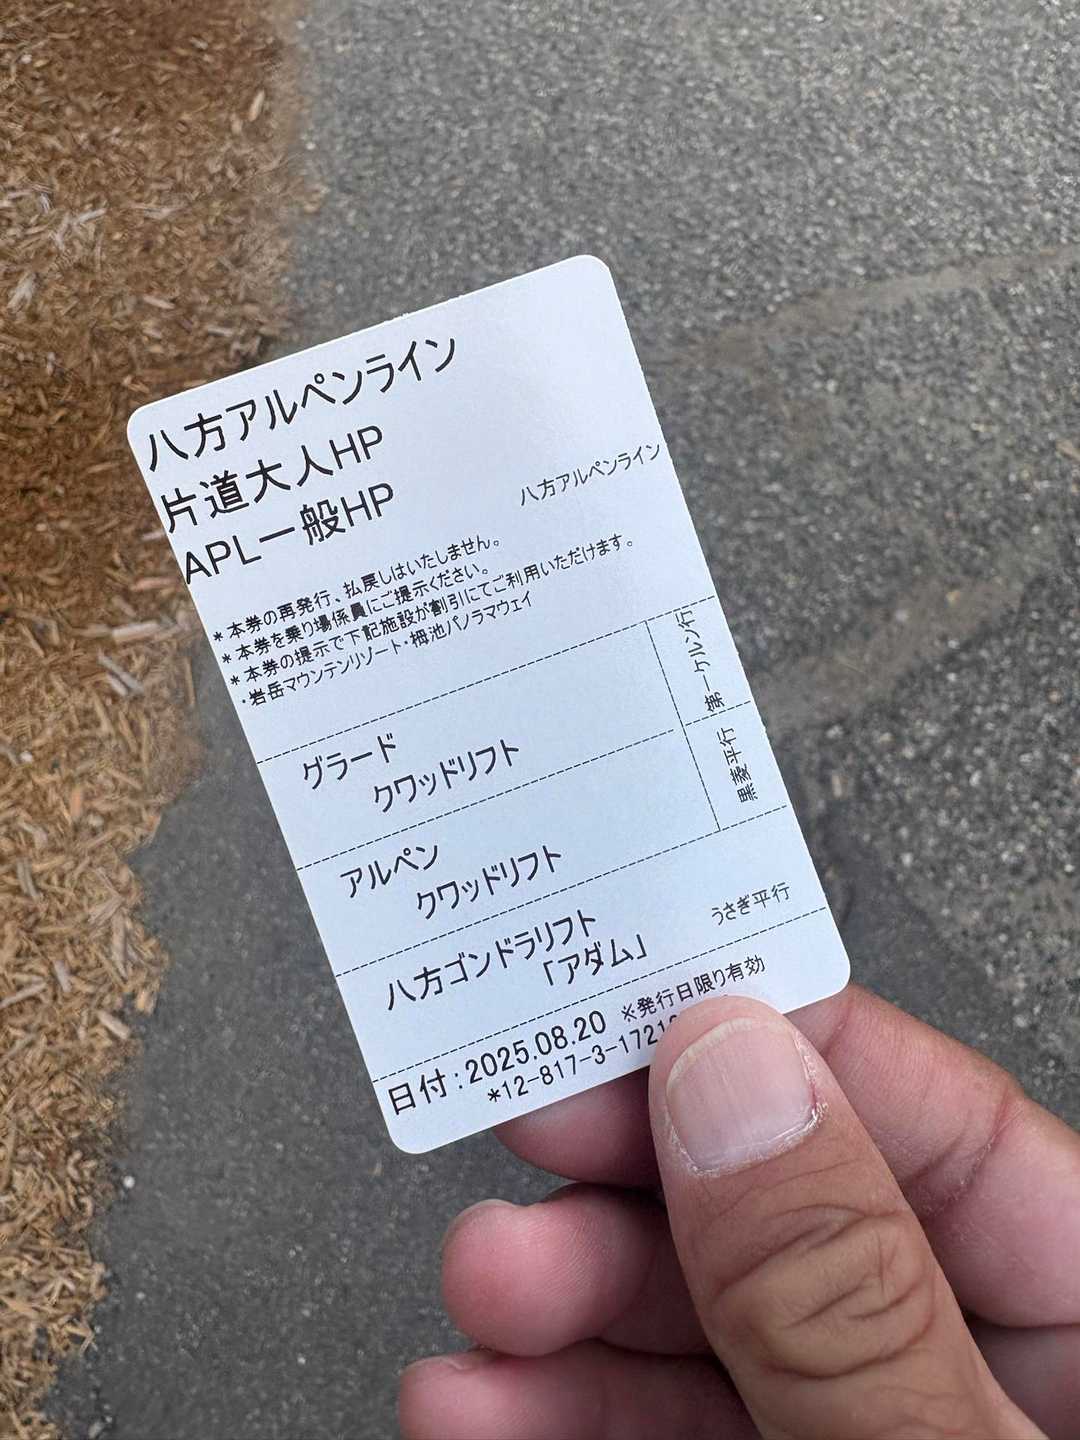 八方アルペンライン
片道大人HP
APL一般HP
八方アルペンライン
*本券の再発行、払戻しはいたしません。
*本券を乗り場係員にご提示ください。
*本券の提示で下記施設が割引にてご利用いただけます。
・岩岳マウンテンリゾート・栂池パノラマウェイ
グラード
クワッドリフト
第一ケルン行
アルペン
クワッドリフト
黒菱平行
八方ゴンドラリフト
「アダム」
うさぎ平行
日付:2025.08.20 ※発行日限り有効
*12-817-3-1721